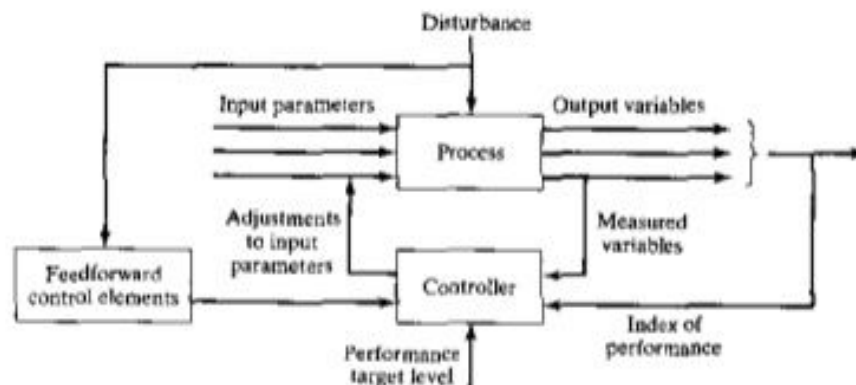 Disturbance
Input parameters
Output variables
Process
Adjustments
to input
parameters
Measured
variables
Feedforward
control elements
Controller
Index of
performance
Performance
target level